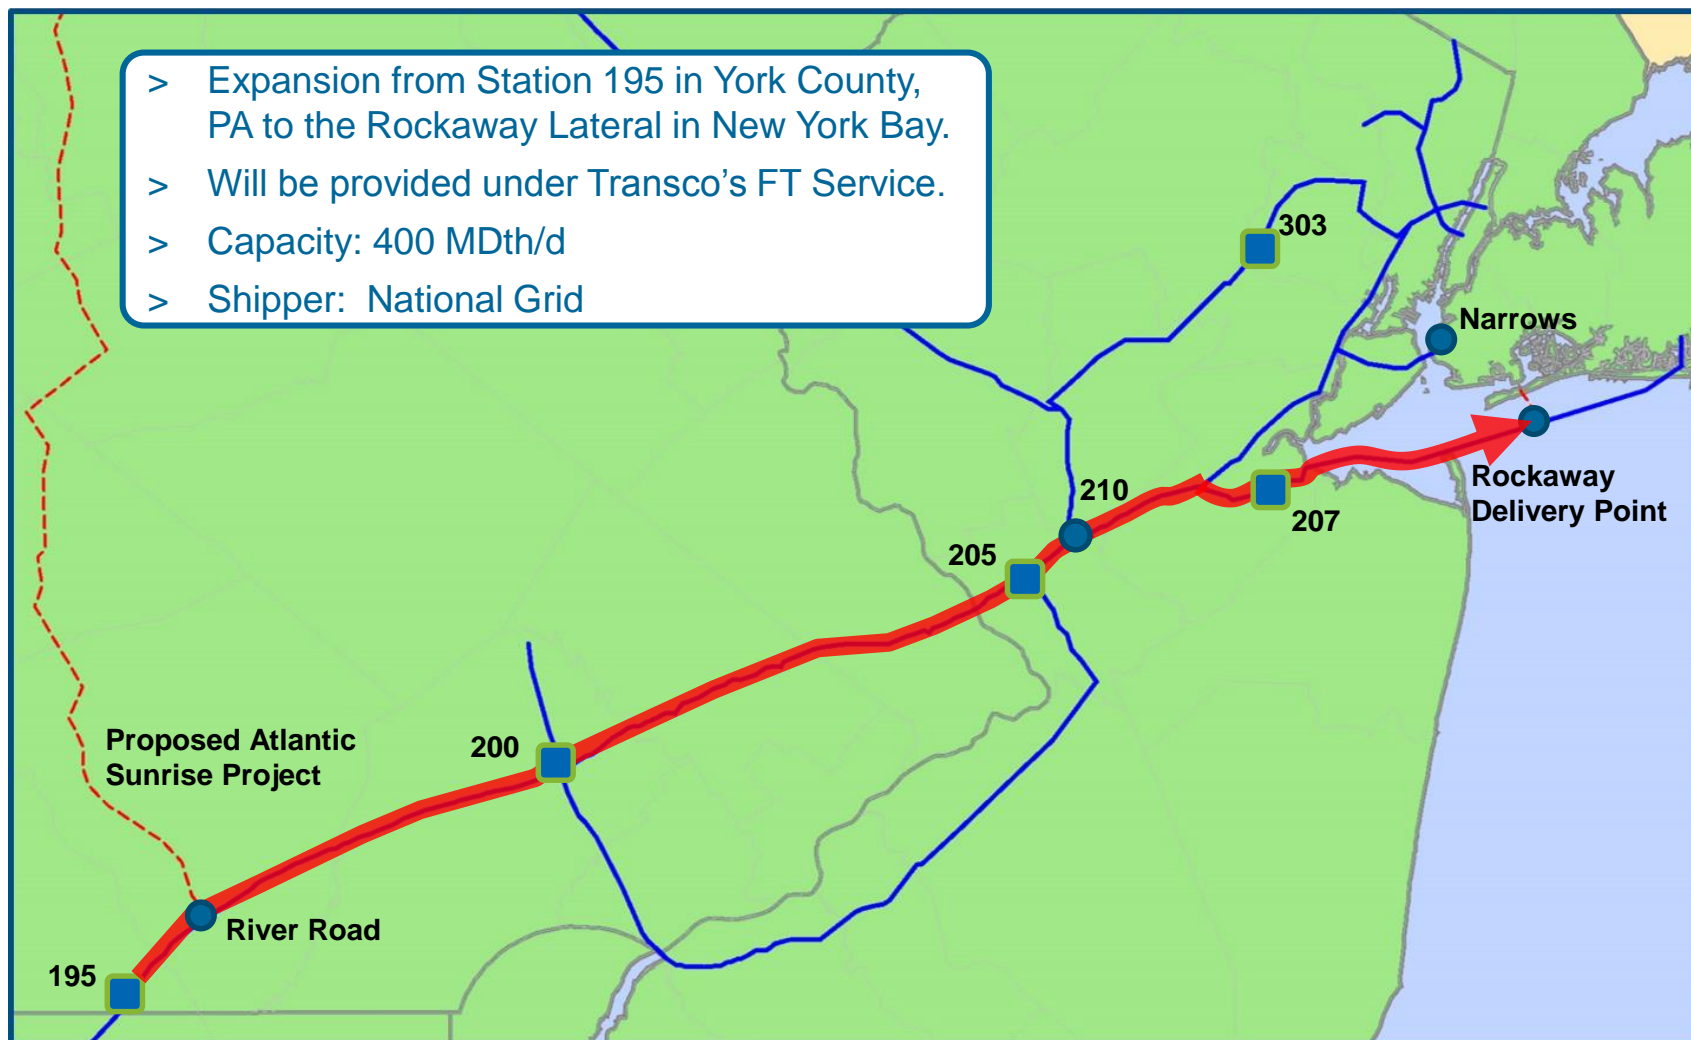 > Expansion from Station 195 in York County,
PA to the Rockaway Lateral in New York Bay.
> Will be provided under Transco’s FT Service.
> Capacity: 400 MDth/d
> Shipper: National Grid
303
Narrows
Rockaway
Delivery Point
210
207
205
200
Proposed Atlantic
Sunrise Project
River Road
195